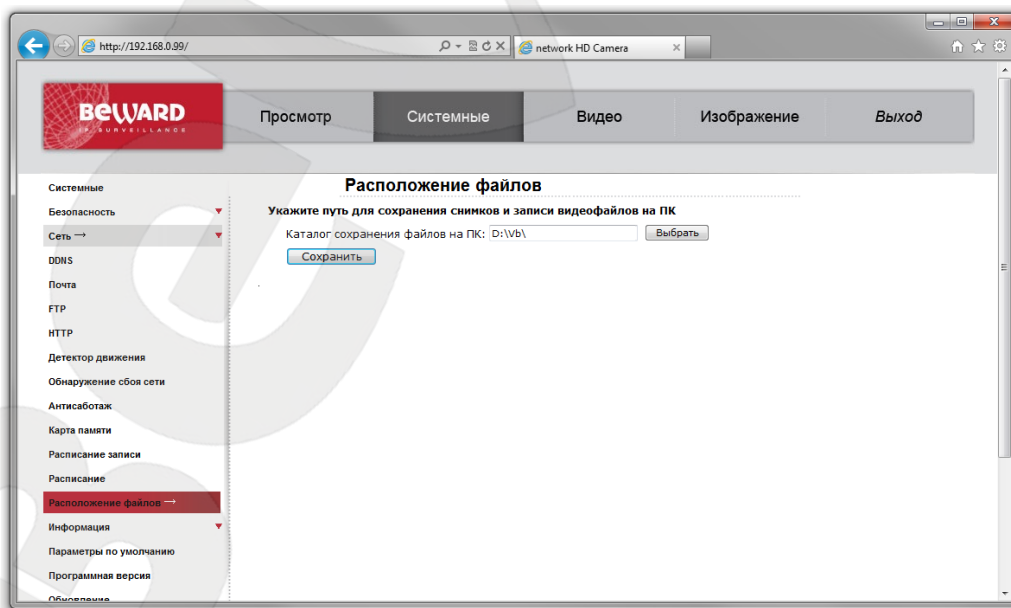 http://192.168.0.99/
network HD Camera
BEWARD
IP SURVEILLANCE
Просмотр
Системные
Видео
Изображение
Выход
Системные
Безопасность
Сеть →
DDNS
Почта
FTP
HTTP
Детектор движения
Обнаружение сбоя сети
Антисаботаж
Карта памяти
Расписание записи
Расписание
Расположение файлов →
Информация
Параметры по умолчанию
Программная версия
Обновление
Расположение файлов
Укажите путь для сохранения снимков и записи видеофайлов на ПК
Каталог сохранения файлов на ПК: D:\Vb\ Выбрать
Сохранить